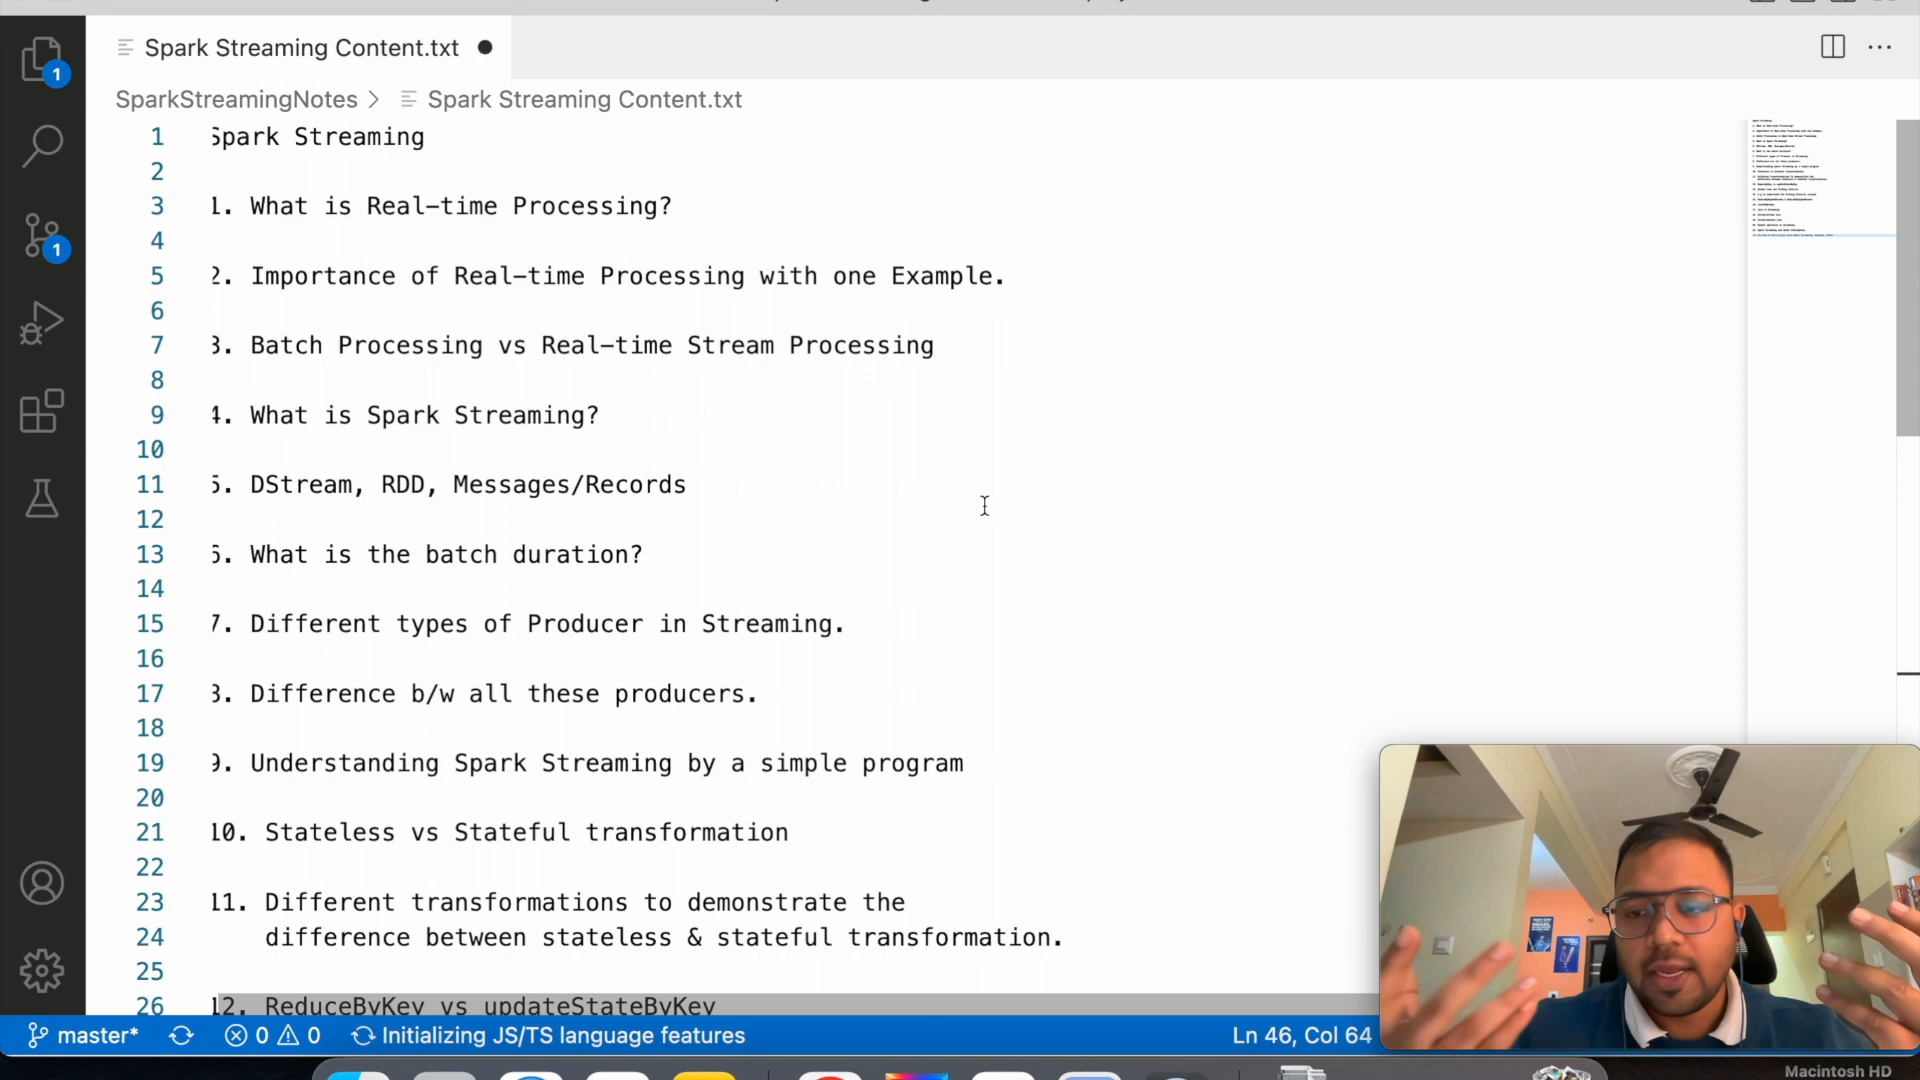 Spark Streaming Content.txt
SparkStreamingNotes > Spark Streaming Content.txt
1 Spark Streaming
2
3 1. What is Real-time Processing?
4
5 2. Importance of Real-time Processing with one Example.
6
7 3. Batch Processing vs Real-time Stream Processing
8
9 4. What is Spark Streaming?
10
11 5. DStream, RDD, Messages/Records
12
13 6. What is the batch duration?
14
15 7. Different types of Producer in Streaming.
16
17 8. Difference b/w all these producers.
18
19 9. Understanding Spark Streaming by a simple program
20
21 10. Stateless vs Stateful transformation
22
23 11. Different transformations to demonstrate the
24 difference between stateless & stateful transformation.
25
26 12. ReduceByKey vs updateStateByKey
1
1
master* 0 0 Initializing JS/TS language features Ln 46, Col 64
Macintosh HD